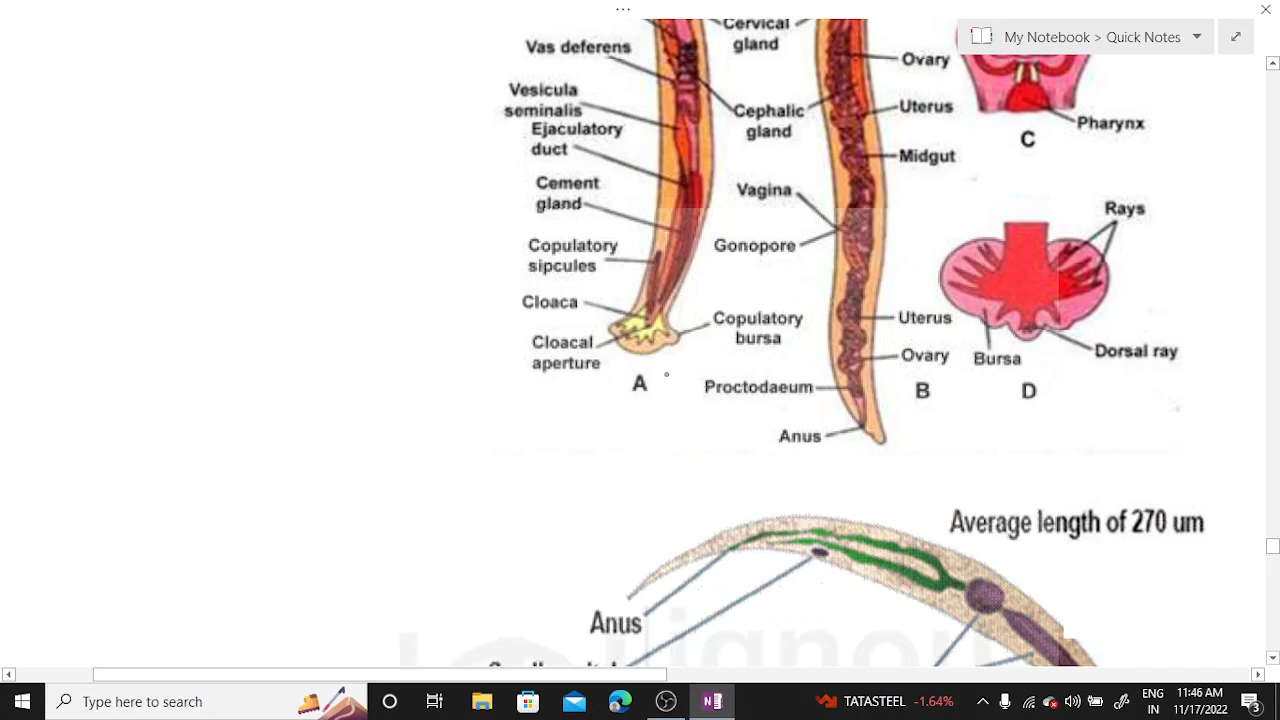 My Notebook > Quick Notes
Cervical
gland
Vas deferens
Ovary
Vesicula
seminalis
Uterus
Cephalic
gland
Ejaculatory
duct
Pharynx
C
Midgut
Cement
gland
Vagina
Rays
Copulatory
sipcules
Gonopore
Cloaca
Copulatory
bursa
Uterus
Cloacal
aperture
Bursa
Dorsal ray
Ovary
A
Proctodaeum
B
D
Anus
Average length of 270 um
Anus
Type here to search
TATASTEEL -1.64%
ENG
IN
11:46 AM
11/17/2022
3